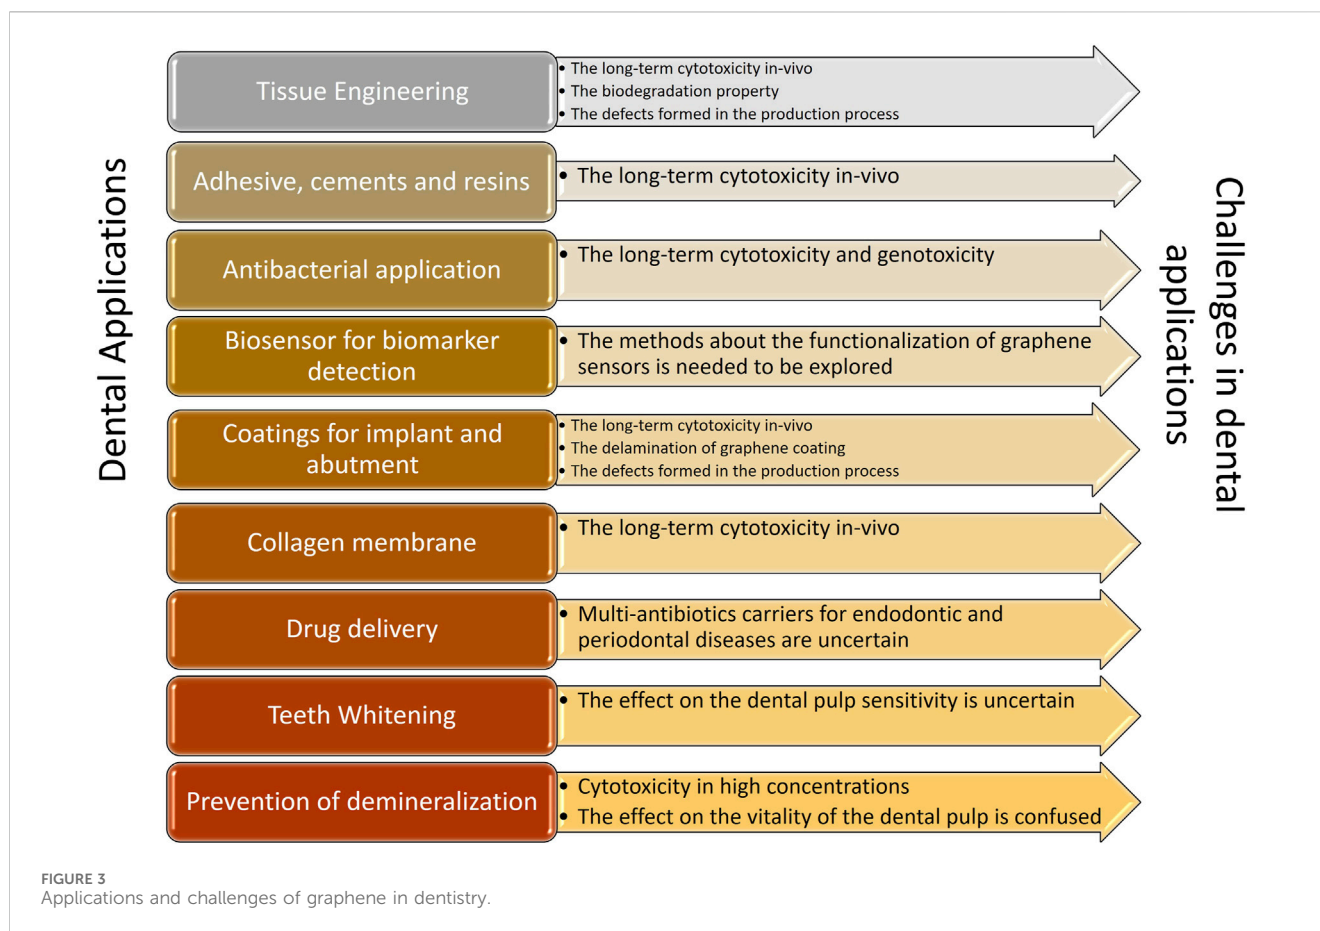 Dental Applications
Tissue Engineering
• The long-term cytotoxicity in-vivo
• The biodegradation property
• The defects formed in the production process
Adhesive, cements and resins
• The long-term cytotoxicity in-vivo
Antibacterial application
• The long-term cytotoxicity and genotoxicity
Biosensor for biomarker
detection
• The methods about the functionalization of graphene
sensors is needed to be explored
Coatings for implant and
abutment
• The long-term cytotoxicity in-vivo
• The delamination of graphene coating
• The defects formed in the production process
Collagen membrane
• The long-term cytotoxicity in-vivo
Drug delivery
• Multi-antibiotics carriers for endodontic and
periodontal diseases are uncertain
Teeth Whitening
• The effect on the dental pulp sensitivity is uncertain
Prevention of demineralization
• Cytotoxicity in high concentrations
• The effect on the vitality of the dental pulp is confused
Challenges in dental
applications
FIGURE 3
Applications and challenges of graphene in dentistry.